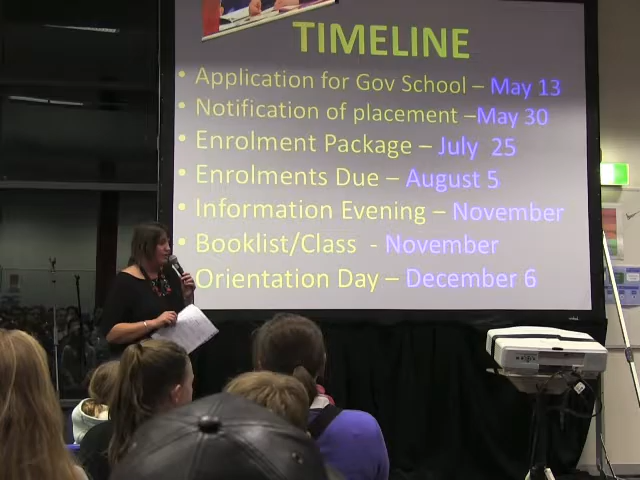 TIMELINE
• Application for Gov School – May 13
• Notification of placement –May 30
• Enrolment Package – July 25
• Enrolments Due – August 5
• Information Evening – November
• Booklist/Class - November
Orientation Day – December 6